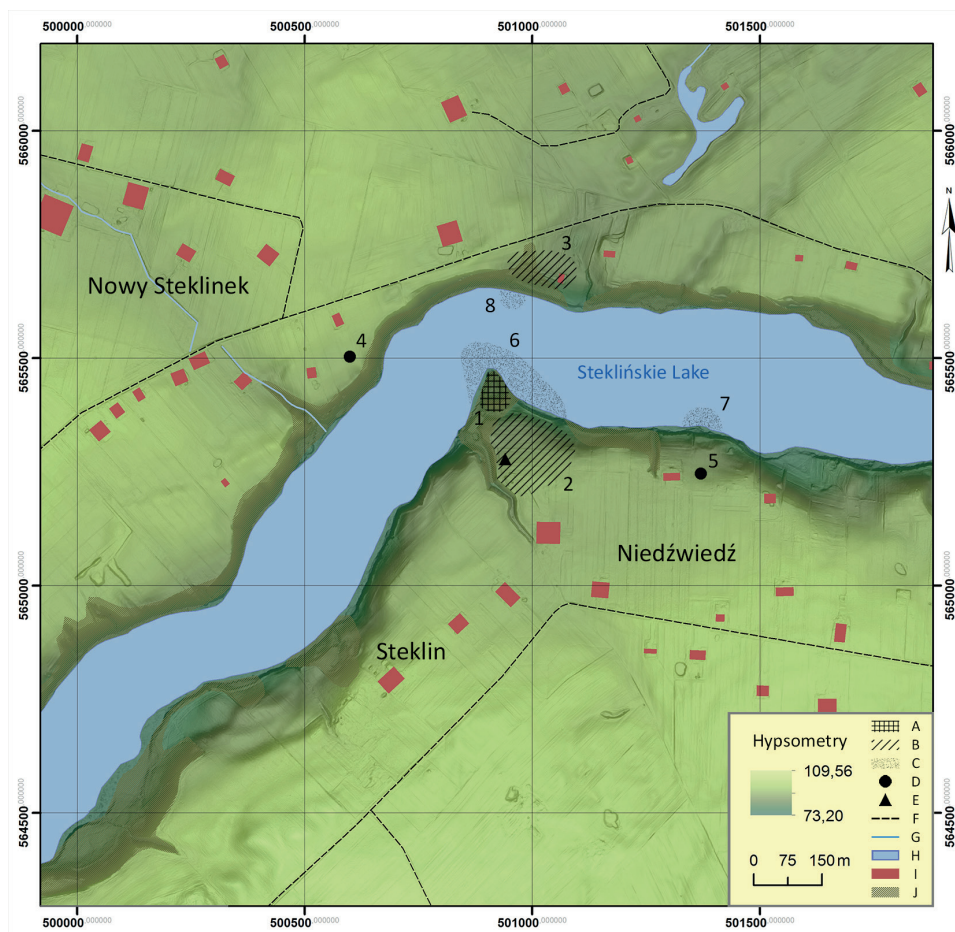 500000,000000 500500,000000 501000,000000 501500,000000
566000,000000 566000,000000
N
3
Nowy Steklinek
8
4
6
565500,000000 565500,000000
Steklińskie Lake
7
1
5
2
Niedźwiedź
565000,000000 565000,000000
Steklin
Hypsometry
109,56
73,20
0 75 150 m
A
B
C
D
E
F
G
H
I
J
564500,000000 564500,000000
500000,000000 500500,000000 501000,000000 501500,000000